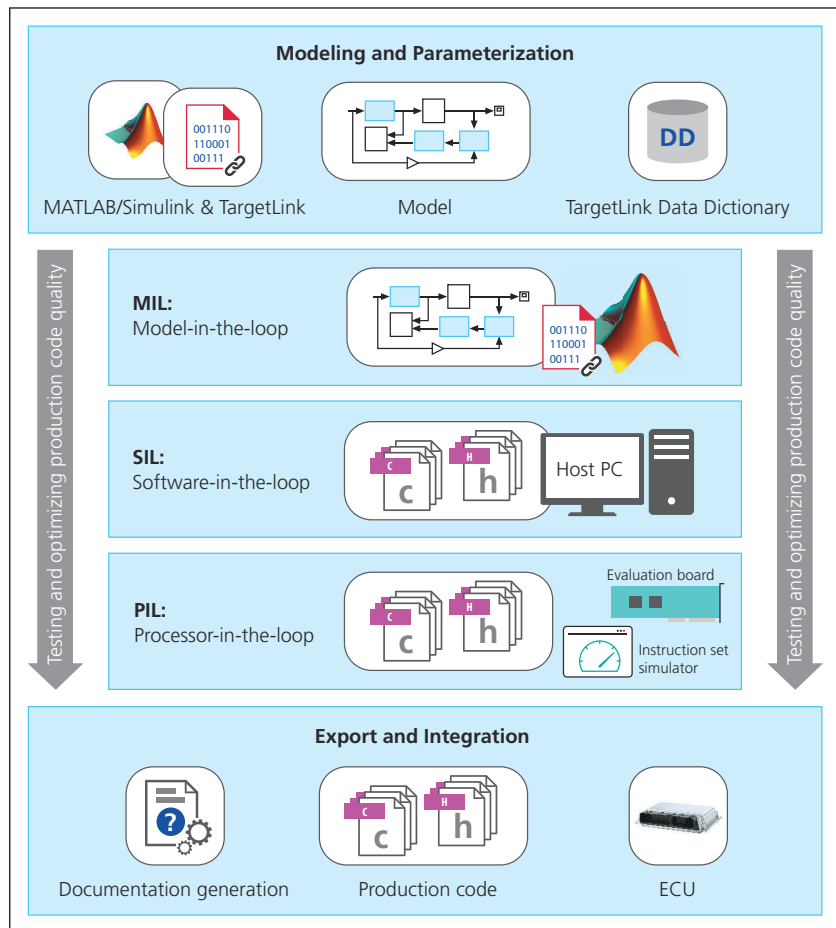 Modeling and Parameterization
001110
110001
00111
DD
MATLAB/Simulink & TargetLink
Model
TargetLink Data Dictionary
Testing and optimizing production code quality
Testing and optimizing production code quality
MIL:
Model-in-the-loop
001110
110001
00111
SIL:
Software-in-the-loop
C
c
H
h
Host PC
PIL:
Processor-in-the-loop
C
c
H
h
Evaluation board
Instruction set
simulator
Export and Integration
?
C
c
H
h
Documentation generation
Production code
ECU